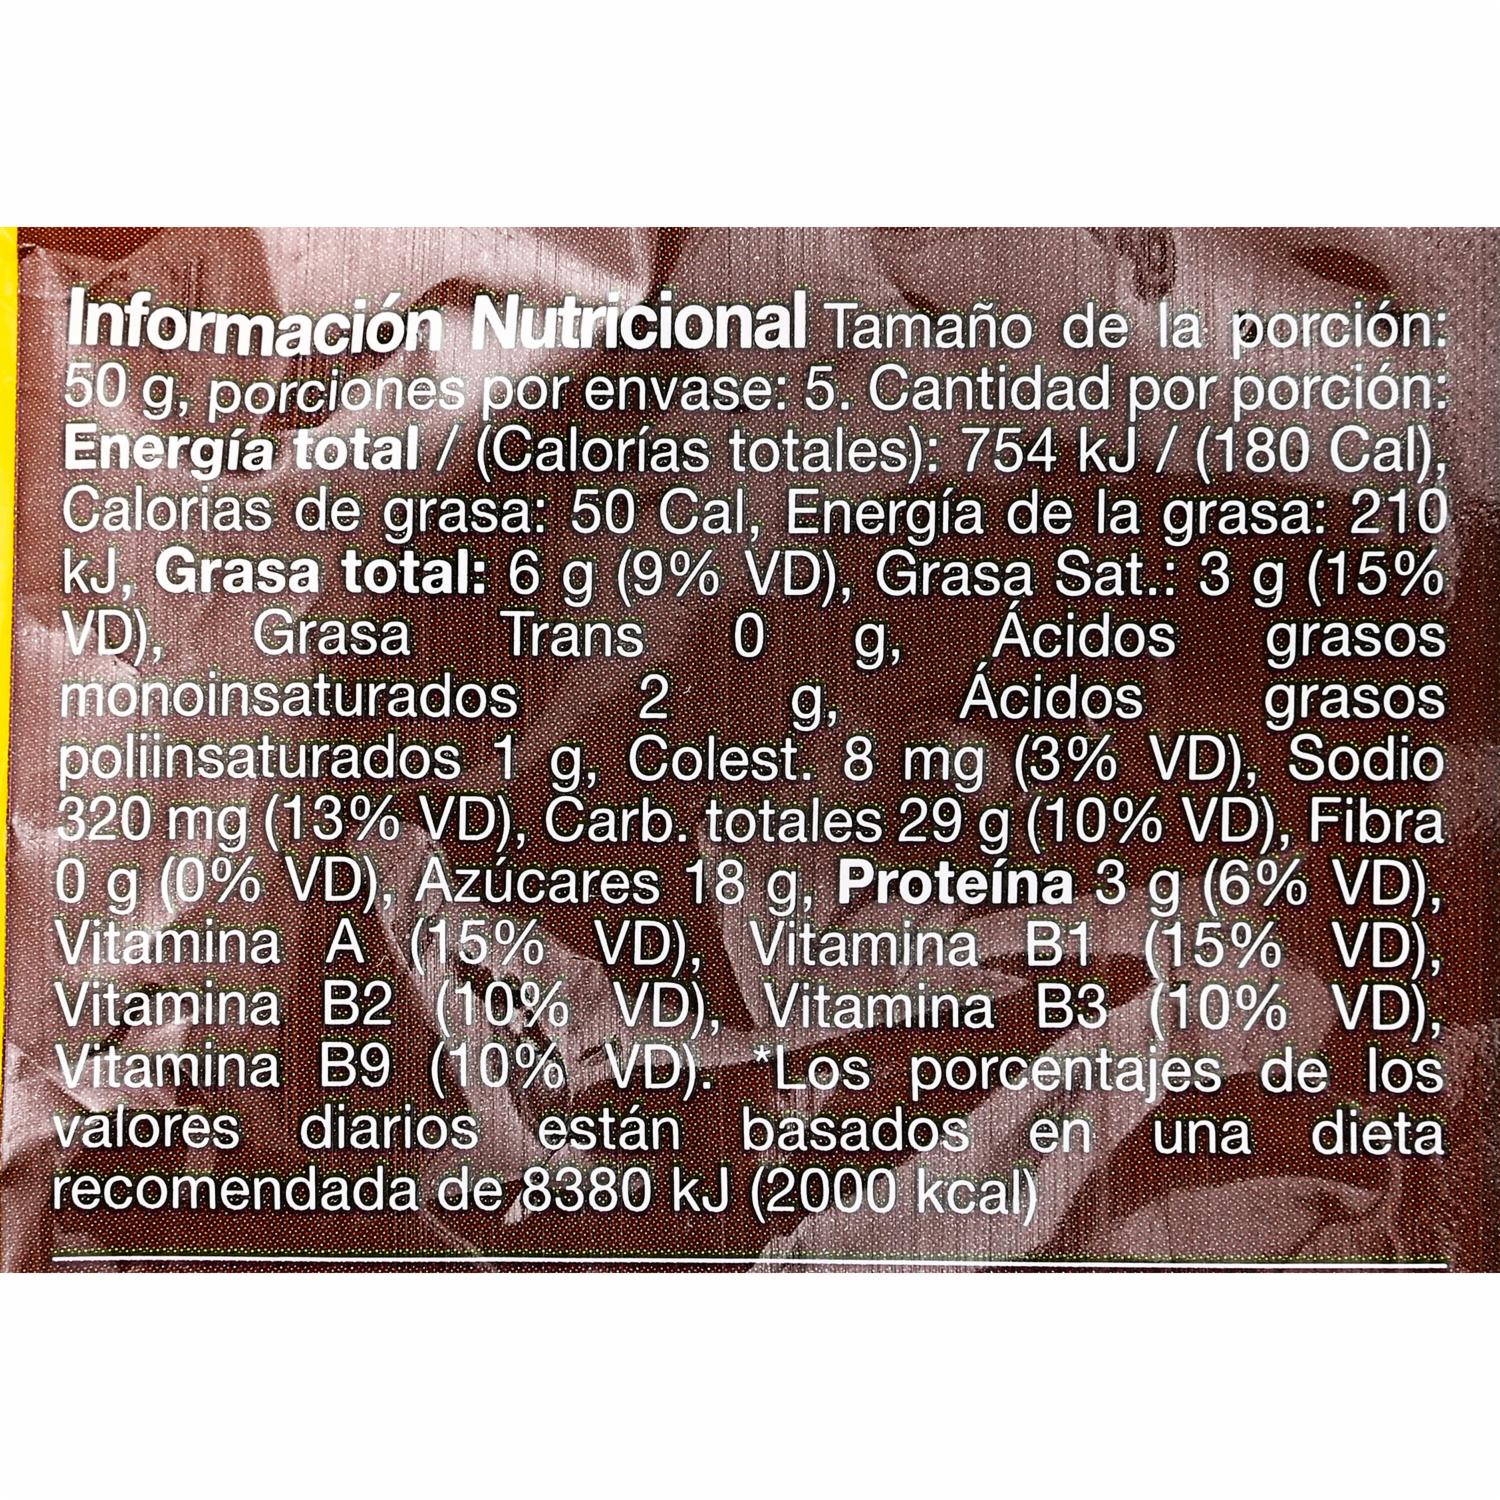 Información Nutricional Tamaño de la porción:
50 g, porciones por envase: 5. Cantidad por porción:
Energía total / (Calorías totales): 754 kJ / (180 Cal),
Calorias de grasa: 50 Cal, Energía de la grasa: 210
kJ, Grasa total: 6 g (9% VD), Grasa Sat.: 3 g (15%
VD), Grasa Trans 0 g, Ácidos grasos
monoinsaturados 2 g, Ácidos grasos
poliinsaturados 1 g, Colest. 8 mg (3% VD), Sodio
320 mg (13% VD), Carb. totales 29 g (10% VD), Fibra
0 g (0% VD), Azúcares 18 g, Proteína 3 g (6% VD),
Vitamina A (15% VD), Vitamina B1 (15% VD),
Vitamina B2 (10% VD), Vitamina B3 (10% VD),
Vitamina B9 (10% VD). *Los porcentajes de los
valores diarios están basados en una dieta
recomendada de 8380 kJ (2000 kcal)